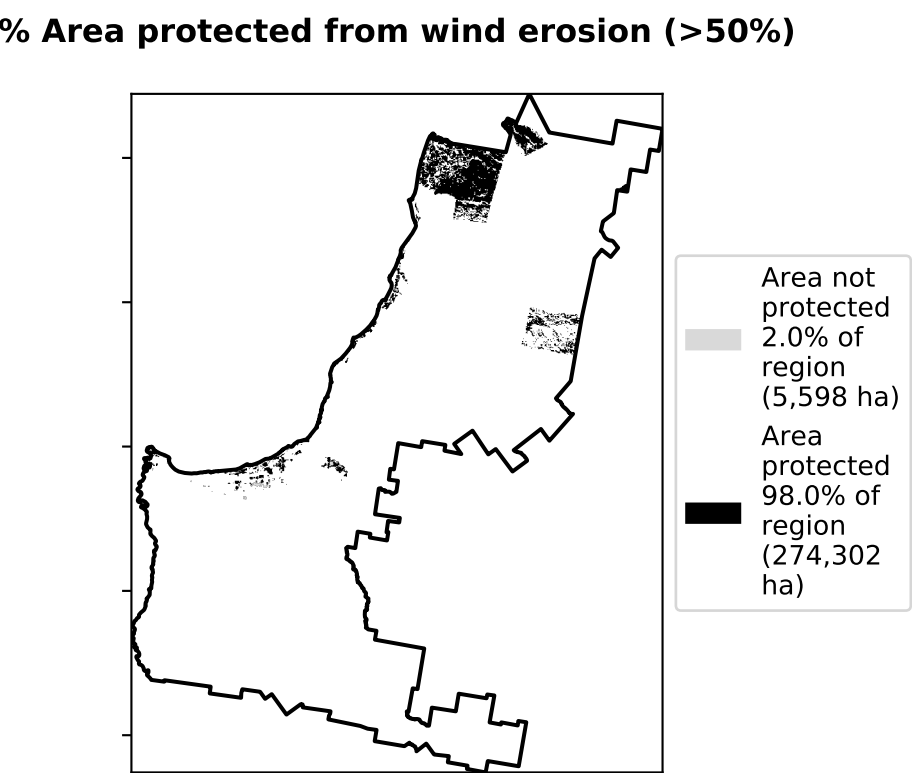 % Area protected from wind erosion (>50%)
Area not
protected
2.0% of
region
(5,598 ha)
Area
protected
98.0% of
region
(274,302
ha)